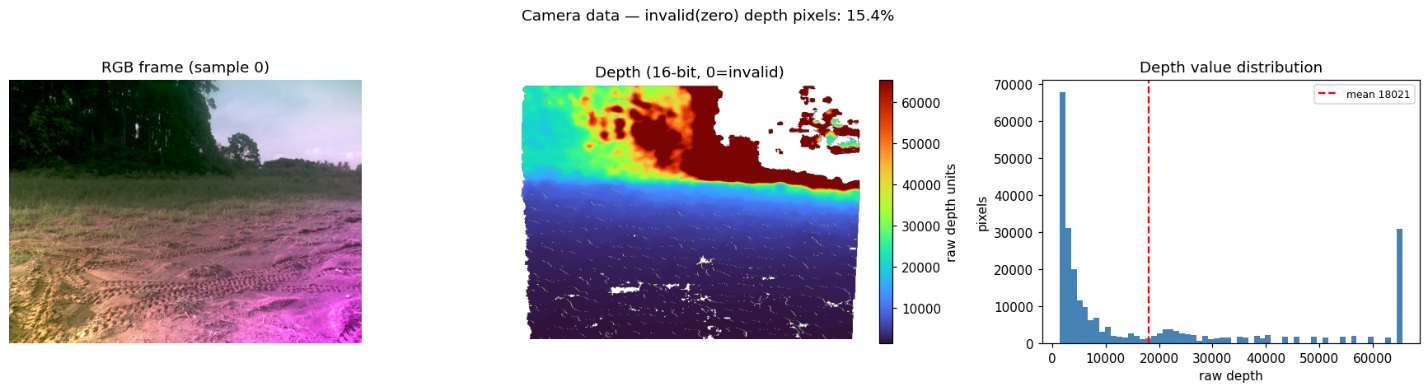 Camera data — invalid(zero) depth pixels: 15.4%
RGB frame (sample 0)
Depth (16-bit, 0=invalid)
60000
50000
40000
30000
20000
10000
raw depth units
Depth value distribution
mean 18021
70000
60000
50000
40000
30000
20000
10000
0
pixels
0 10000 20000 30000 40000 50000 60000
raw depth